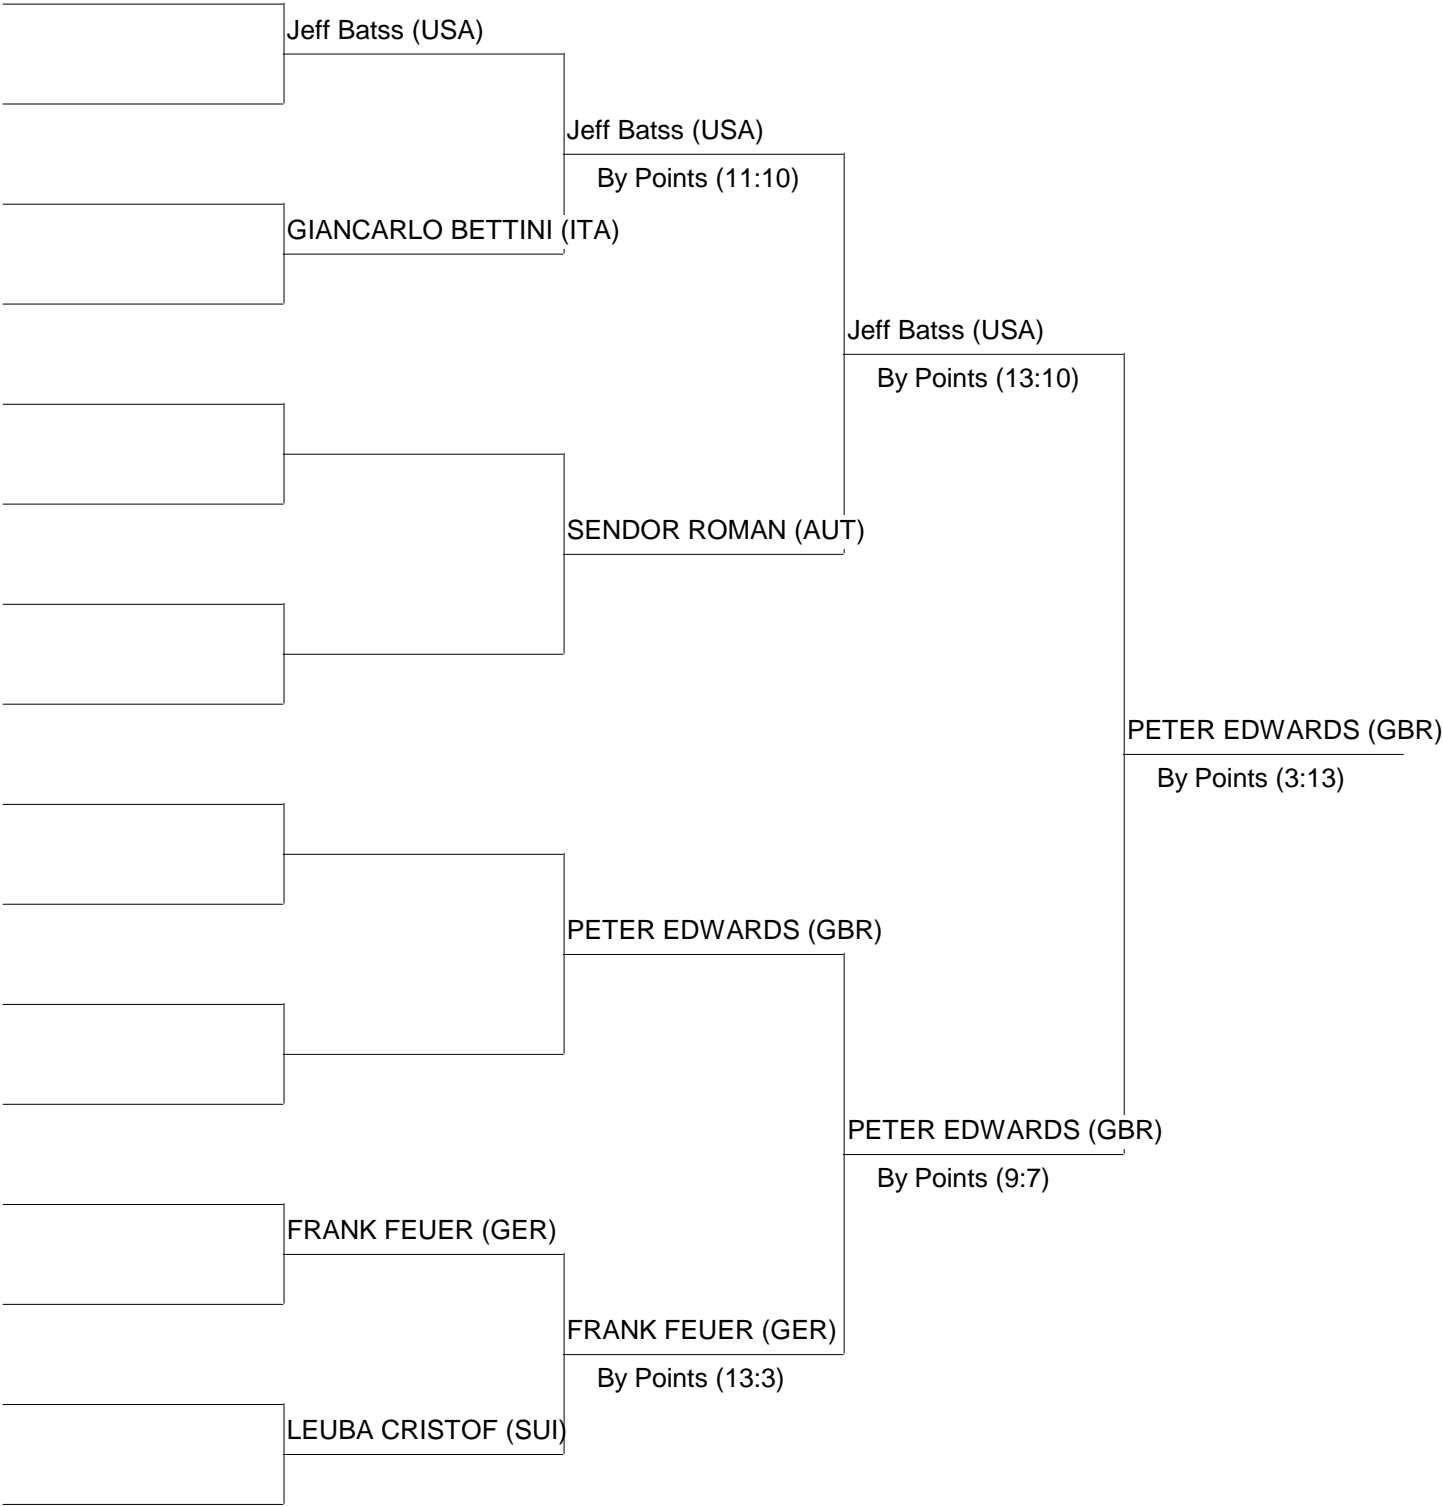 Jeff Batss (USA)
Jeff Batss (USA)
By Points (11:10)
GIANCARLO BETTINI (ITA)
Jeff Batss (USA)
By Points (13:10)
SENDOR ROMAN (AUT)
PETER EDWARDS (GBR)
By Points (3:13)
PETER EDWARDS (GBR)
PETER EDWARDS (GBR)
By Points (9:7)
FRANK FEUER (GER)
FRANK FEUER (GER)
By Points (13:3)
LEUBA CRISTOF (SUI)